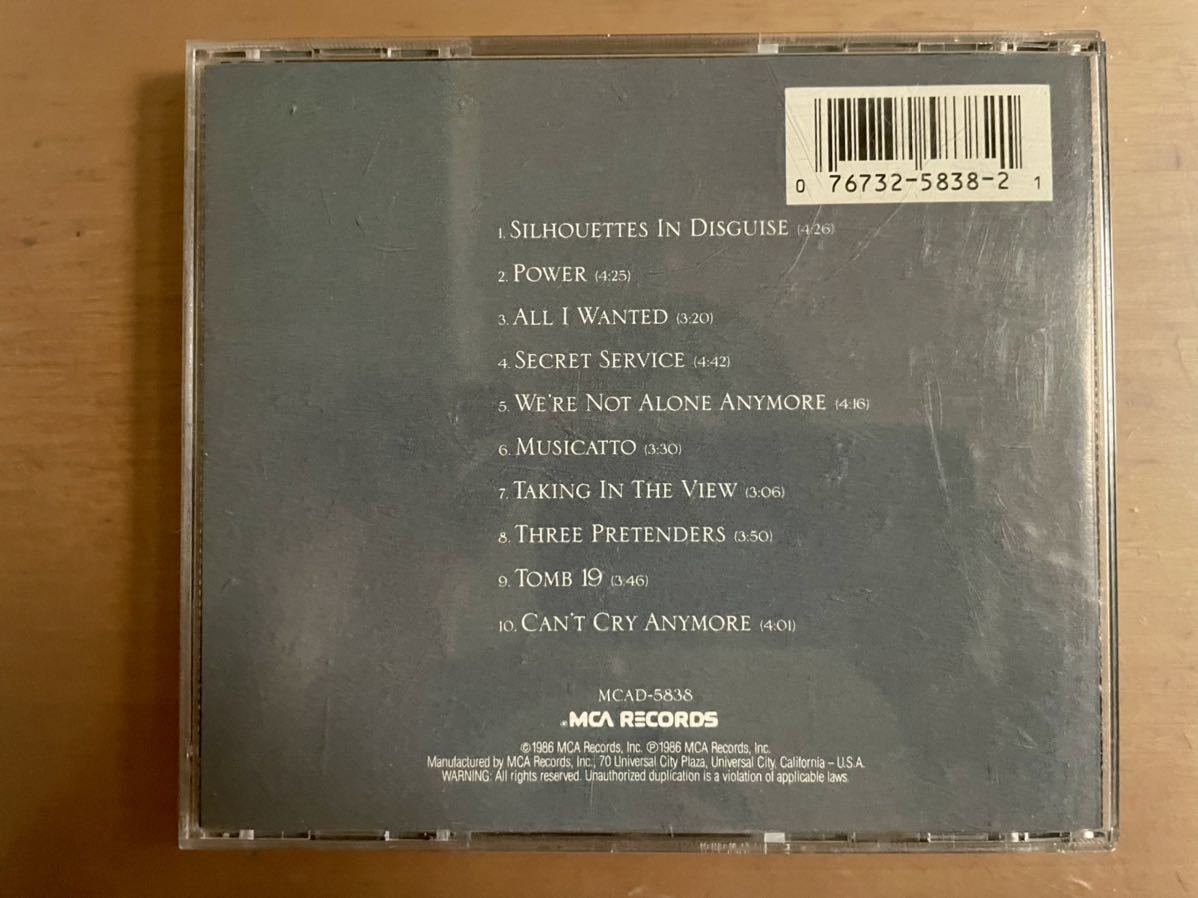 0 76732-5838-2 1
1. SILHOUETTES IN DISGUISE (4:26)
2. POWER (4:25)
3. ALL I WANTED (3:20)
4. SECRET SERVICE (4:42)
5. WE'RE NOT ALONE ANYMORE (4:16)
6. MUSICATTO (3:30)
7. TAKING IN THE VIEW (3:06)
8. THREE PRETENDERS (3:50)
9. TOMB 19 (3:46)
10. CAN'T CRY ANYMORE (4:01)
MCAD-5838
MCA RECORDS
©1986 MCA Records, Inc. ℗1986 MCA Records, Inc.
Manufactured by MCA Records, Inc., 70 Universal City Plaza, Universal City, California – U.S.A.
WARNING: All rights reserved. Unauthorized duplication is a violation of applicable laws.